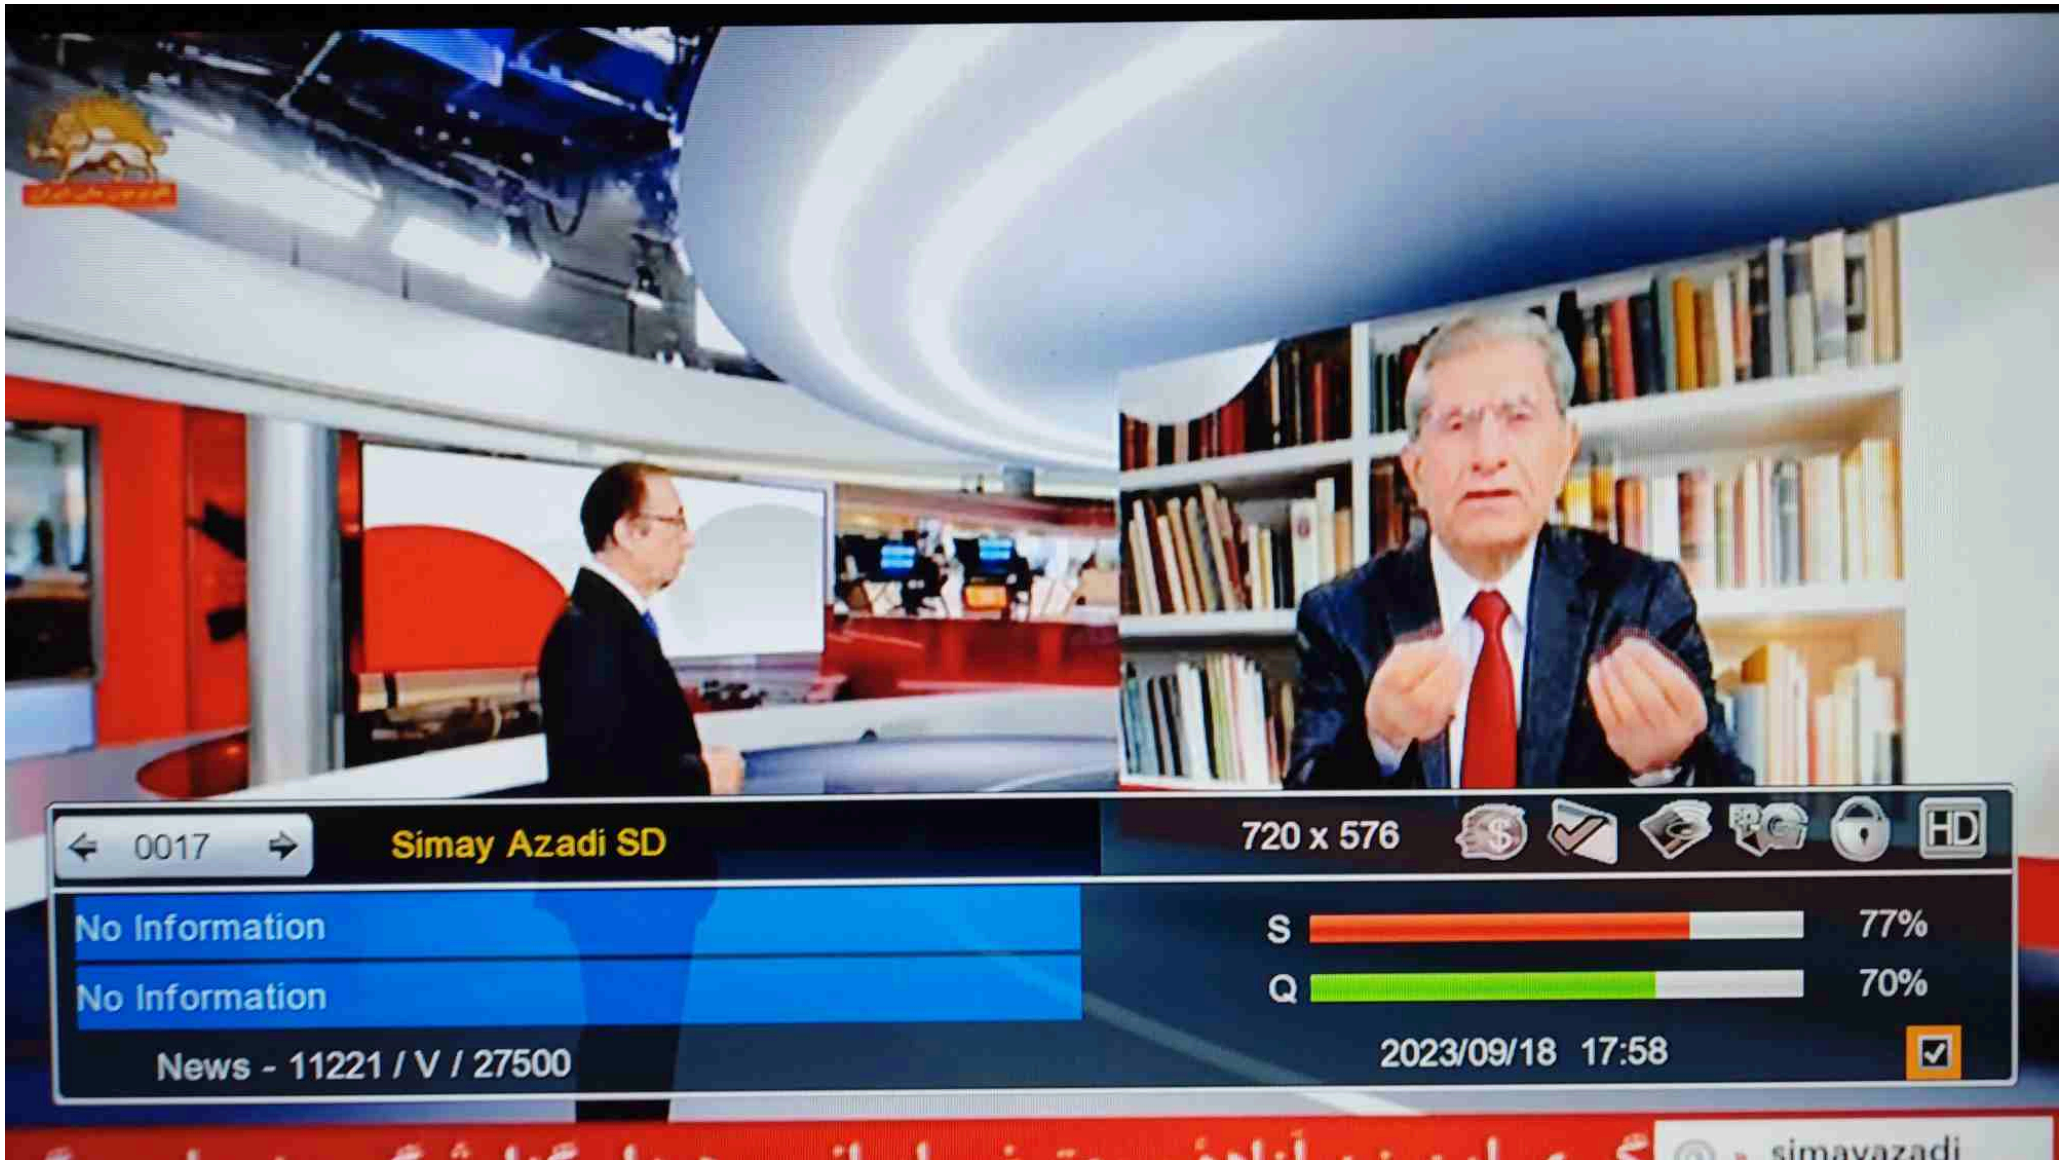 0017
Simay Azadi SD
720 x 576
HD
No Information
S
77%
No Information
Q
70%
News - 11221 / V / 27500
2023/09/18 17:58
simayazadi